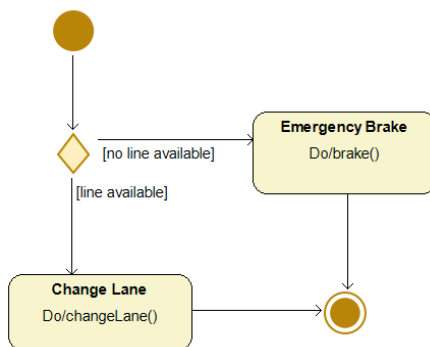 Emergency Brake
Do/brake()
[no line available]
[line available]
Change Lane
Do/changeLane()